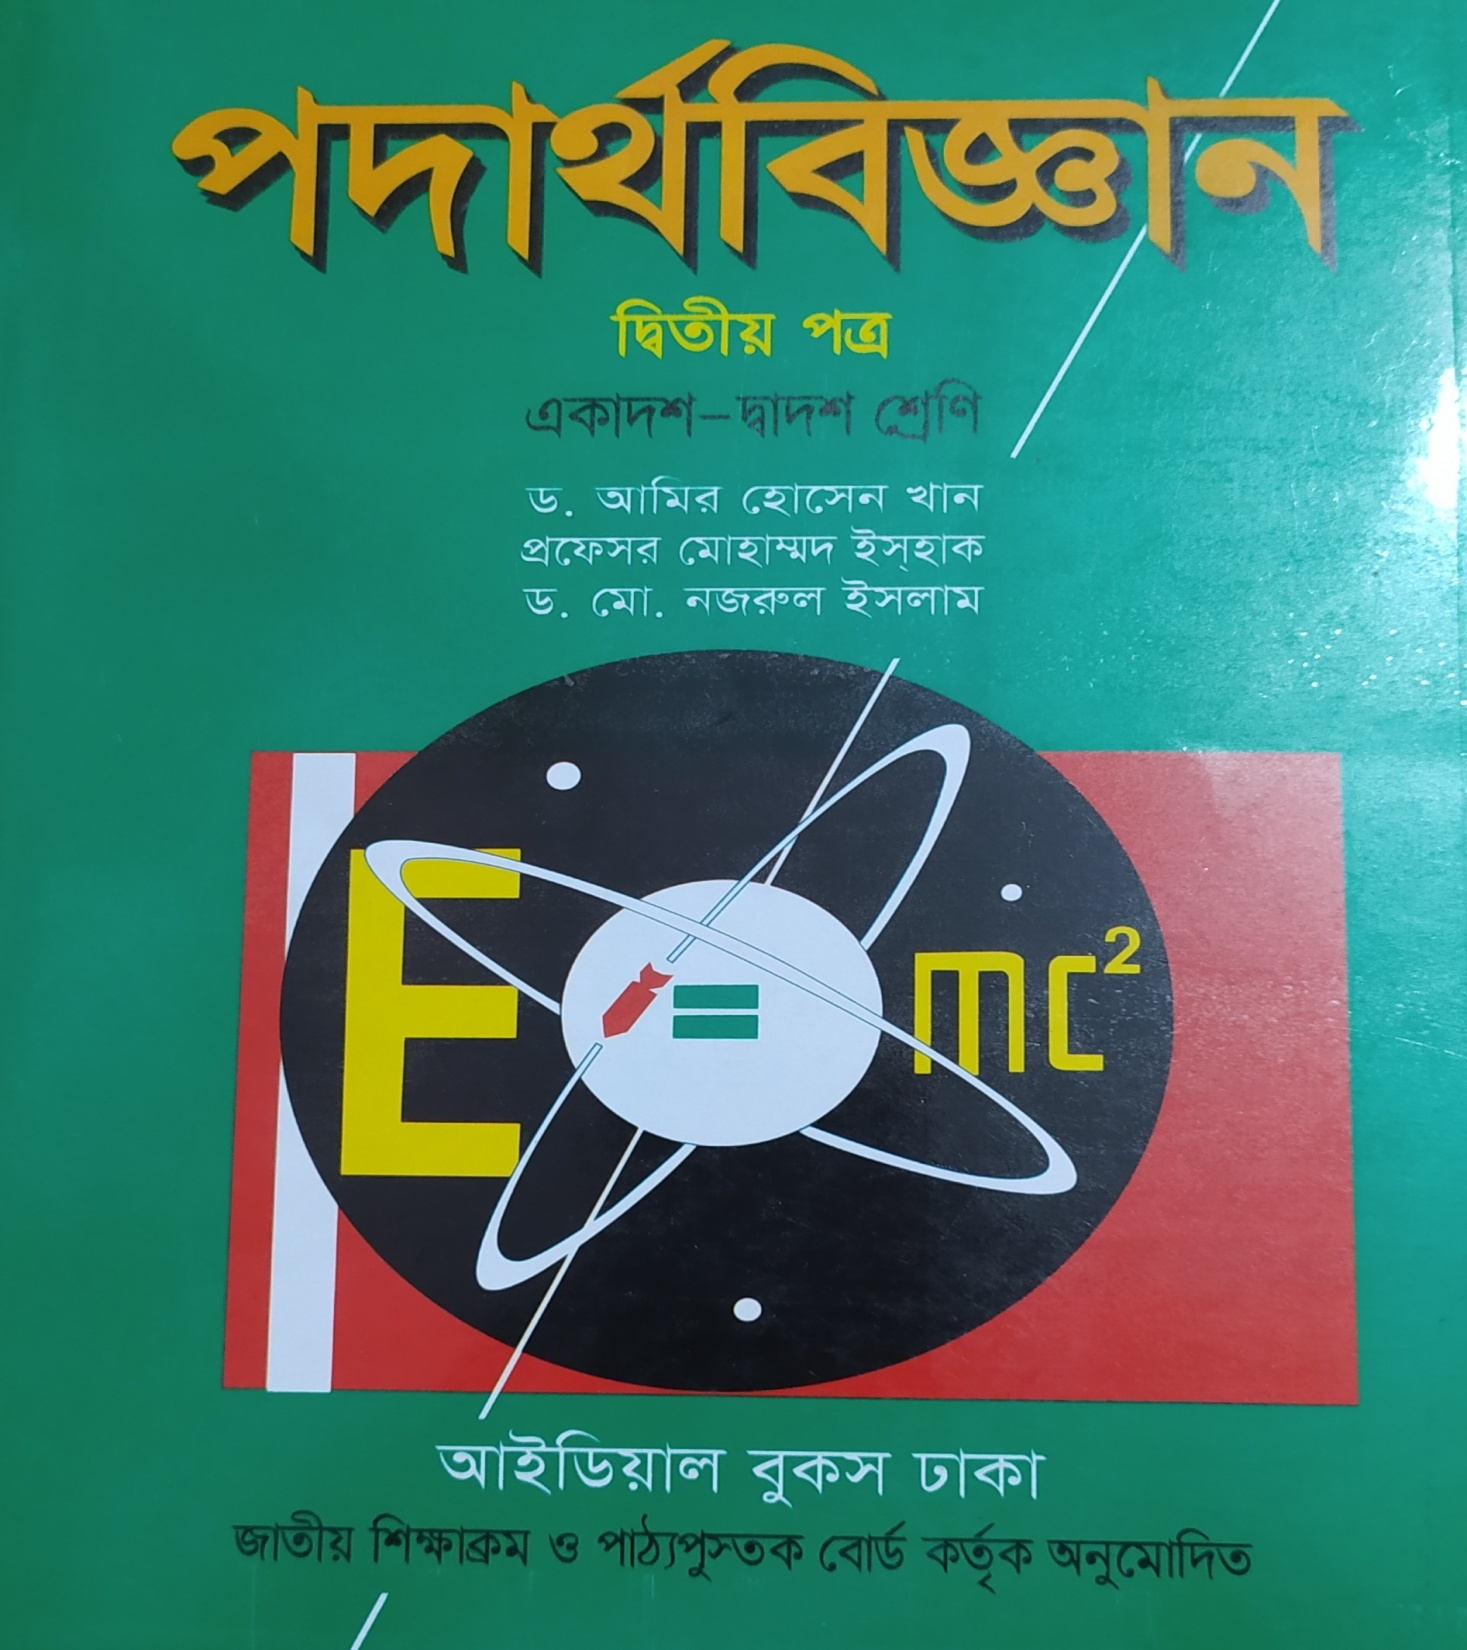 পদার্থবিজ্ঞান
দ্বিতীয় পত্র
একাদশ–দ্বাদশ শ্রেণি
ড. আমির হোসেন খান
প্রফেসর মোহাম্মদ ইস্‌হাক
ড. মো. নজরুল ইসলাম
E = mc²
আইডিয়াল বুকস ঢাকা
জাতীয় শিক্ষাক্রম ও পাঠ্যপুস্তক বোর্ড কর্তৃক অনুমোদিত